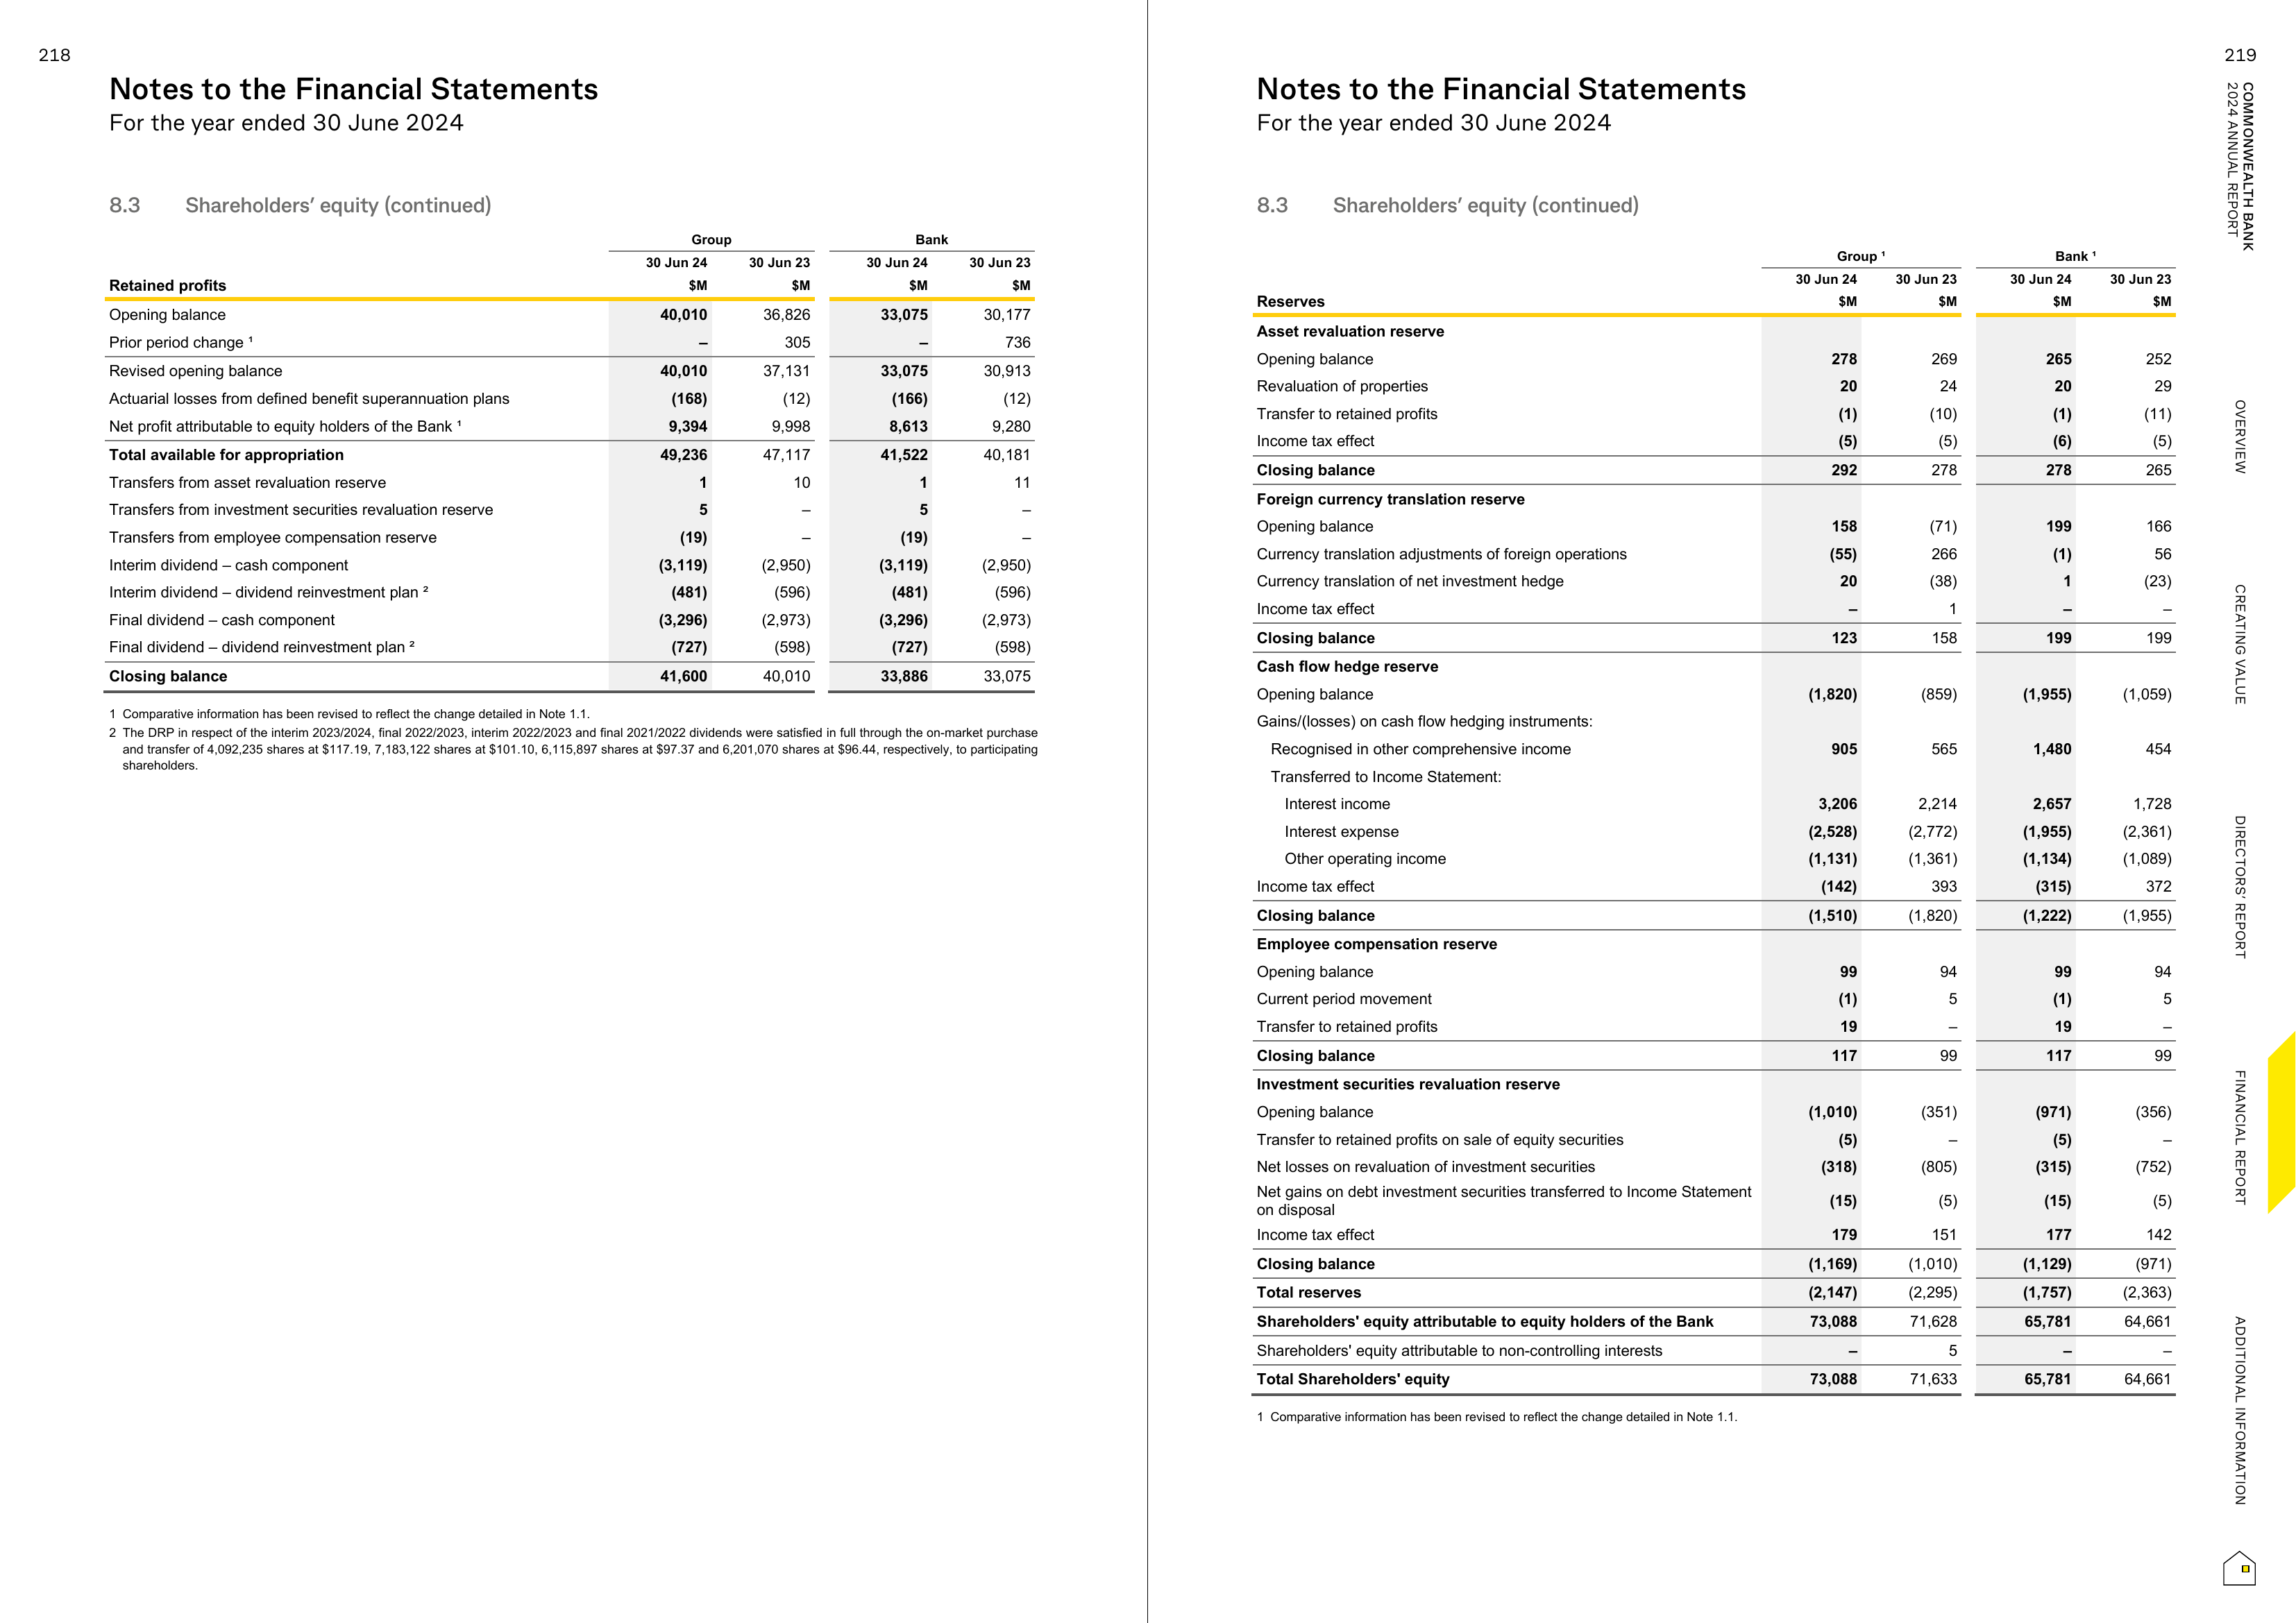 218
Notes to the Financial Statements
For the year ended 30 June 2024
8.3 Shareholders’ equity (continued)
Group Bank
30 Jun 24 30 Jun 23 30 Jun 24 30 Jun 23
Retained profits $M $M $M $M
Opening balance 40,010 36,826 33,075 30,177
Prior period change ¹ – 305 – 736
Revised opening balance 40,010 37,131 33,075 30,913
Actuarial losses from defined benefit superannuation plans (168) (12) (166) (12)
Net profit attributable to equity holders of the Bank ¹ 9,394 9,998 8,613 9,280
Total available for appropriation 49,236 47,117 41,522 40,181
Transfers from asset revaluation reserve 1 10 1 11
Transfers from investment securities revaluation reserve 5 – 5 –
Transfers from employee compensation reserve (19) – (19) –
Interim dividend – cash component (3,119) (2,950) (3,119) (2,950)
Interim dividend – dividend reinvestment plan ² (481) (596) (481) (596)
Final dividend – cash component (3,296) (2,973) (3,296) (2,973)
Final dividend – dividend reinvestment plan ² (727) (598) (727) (598)
Closing balance 41,600 40,010 33,886 33,075
1 Comparative information has been revised to reflect the change detailed in Note 1.1.
2 The DRP in respect of the interim 2023/2024, final 2022/2023, interim 2022/2023 and final 2021/2022 dividends were satisfied in full through the on-market purchase
and transfer of 4,092,235 shares at $117.19, 7,183,122 shares at $101.10, 6,115,897 shares at $97.37 and 6,201,070 shares at $96.44, respectively, to participating
shareholders.
219
Notes to the Financial Statements
For the year ended 30 June 2024
8.3 Shareholders’ equity (continued)
Group ¹ Bank ¹
30 Jun 24 30 Jun 23 30 Jun 24 30 Jun 23
Reserves $M $M $M $M
Asset revaluation reserve
Opening balance 278 269 265 252
Revaluation of properties 20 24 20 29
Transfer to retained profits (1) (10) (1) (11)
Income tax effect (5) (5) (6) (5)
Closing balance 292 278 278 265
Foreign currency translation reserve
Opening balance 158 (71) 199 166
Currency translation adjustments of foreign operations (55) 266 (1) 56
Currency translation of net investment hedge 20 (38) 1 (23)
Income tax effect – 1 – –
Closing balance 123 158 199 199
Cash flow hedge reserve
Opening balance (1,820) (859) (1,955) (1,059)
Gains/(losses) on cash flow hedging instruments:
Recognised in other comprehensive income 905 565 1,480 454
Transferred to Income Statement:
Interest income 3,206 2,214 2,657 1,728
Interest expense (2,528) (2,772) (1,955) (2,361)
Other operating income (1,131) (1,361) (1,134) (1,089)
Income tax effect (142) 393 (315) 372
Closing balance (1,510) (1,820) (1,222) (1,955)
Employee compensation reserve
Opening balance 99 94 99 94
Current period movement (1) 5 (1) 5
Transfer to retained profits 19 – 19 –
Closing balance 117 99 117 99
Investment securities revaluation reserve
Opening balance (1,010) (351) (971) (356)
Transfer to retained profits on sale of equity securities (5) – (5) –
Net losses on revaluation of investment securities (318) (805) (315) (752)
Net gains on debt investment securities transferred to Income Statement
on disposal (15) (5) (15) (5)
Income tax effect 179 151 177 142
Closing balance (1,169) (1,010) (1,129) (971)
Total reserves (2,147) (2,295) (1,757) (2,363)
Shareholders' equity attributable to equity holders of the Bank 73,088 71,628 65,781 64,661
Shareholders' equity attributable to non-controlling interests – 5 – –
Total Shareholders' equity 73,088 71,633 65,781 64,661
1 Comparative information has been revised to reflect the change detailed in Note 1.1.
COMMONWEALTH BANK
2024 ANNUAL REPORT
OVERVIEW
CREATING VALUE
DIRECTORS’ REPORT
FINANCIAL REPORT
ADDITIONAL INFORMATION